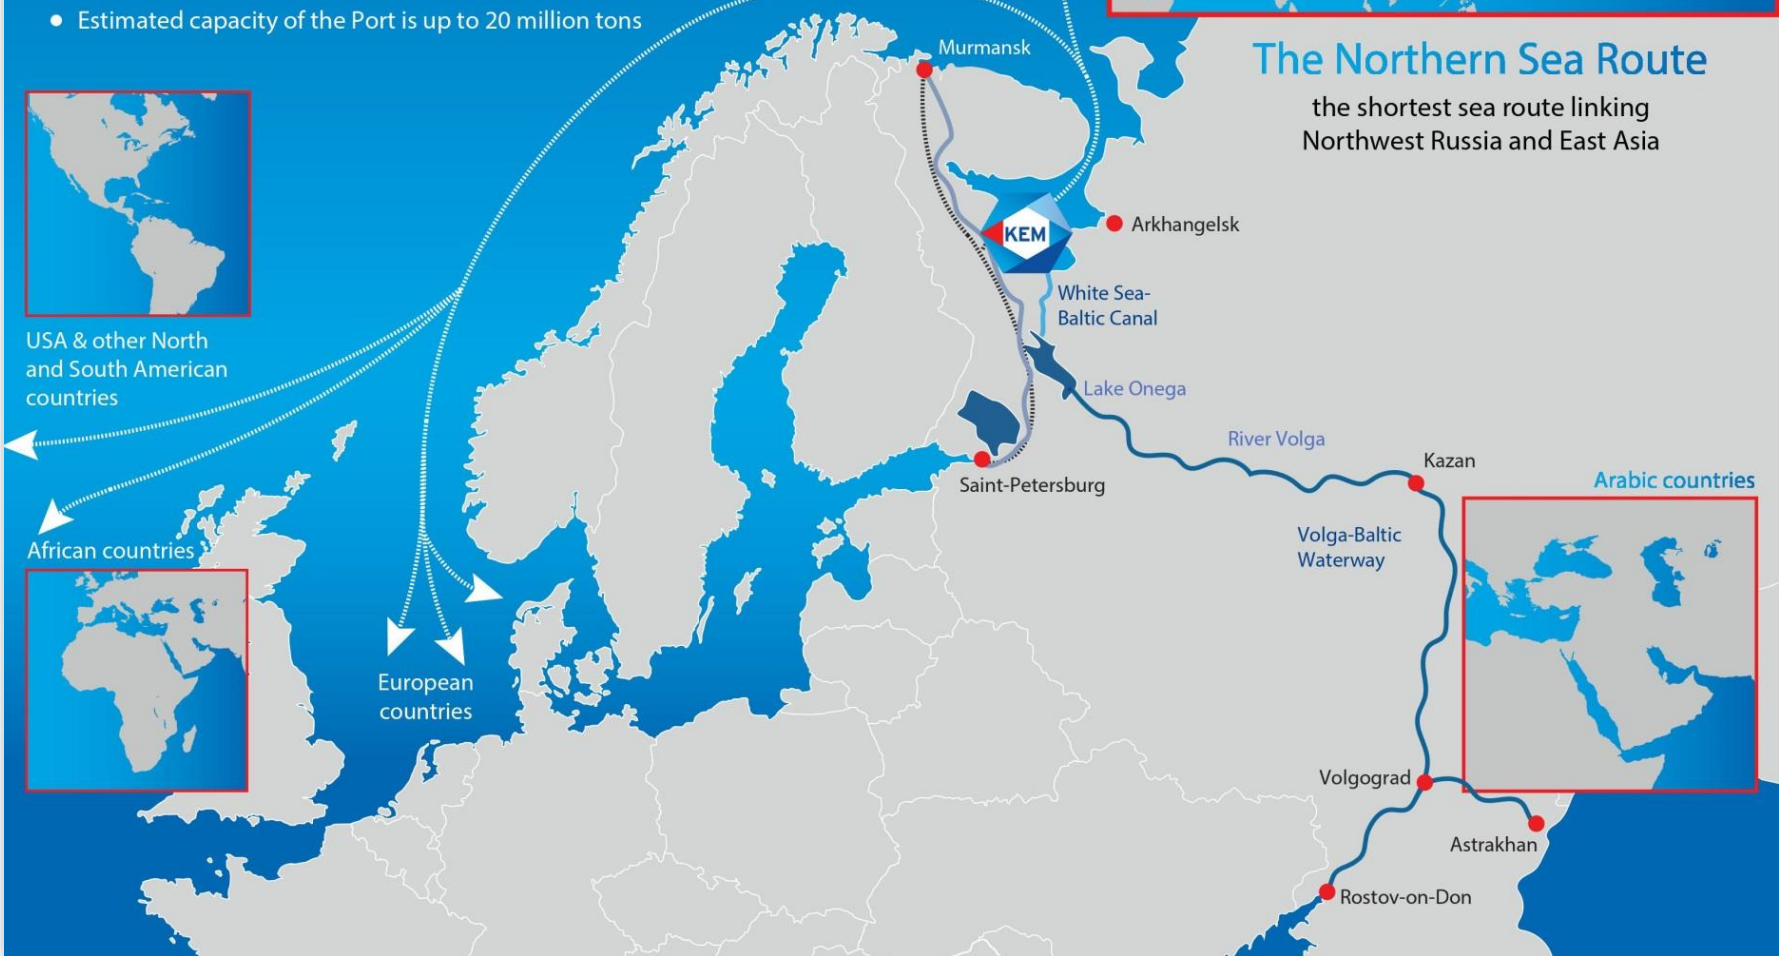 • Estimated capacity of the Port is up to 20 million tons
The Northern Sea Route
the shortest sea route linking
Northwest Russia and East Asia
Murmansk
Arkhangelsk
KEM
White Sea-
Baltic Canal
USA & other North
and South American
countries
Lake Onega
River Volga
Kazan
Saint-Petersburg
Arabic countries
Volga-Baltic
Waterway
African countries
European
countries
Volgograd
Astrakhan
Rostov-on-Don